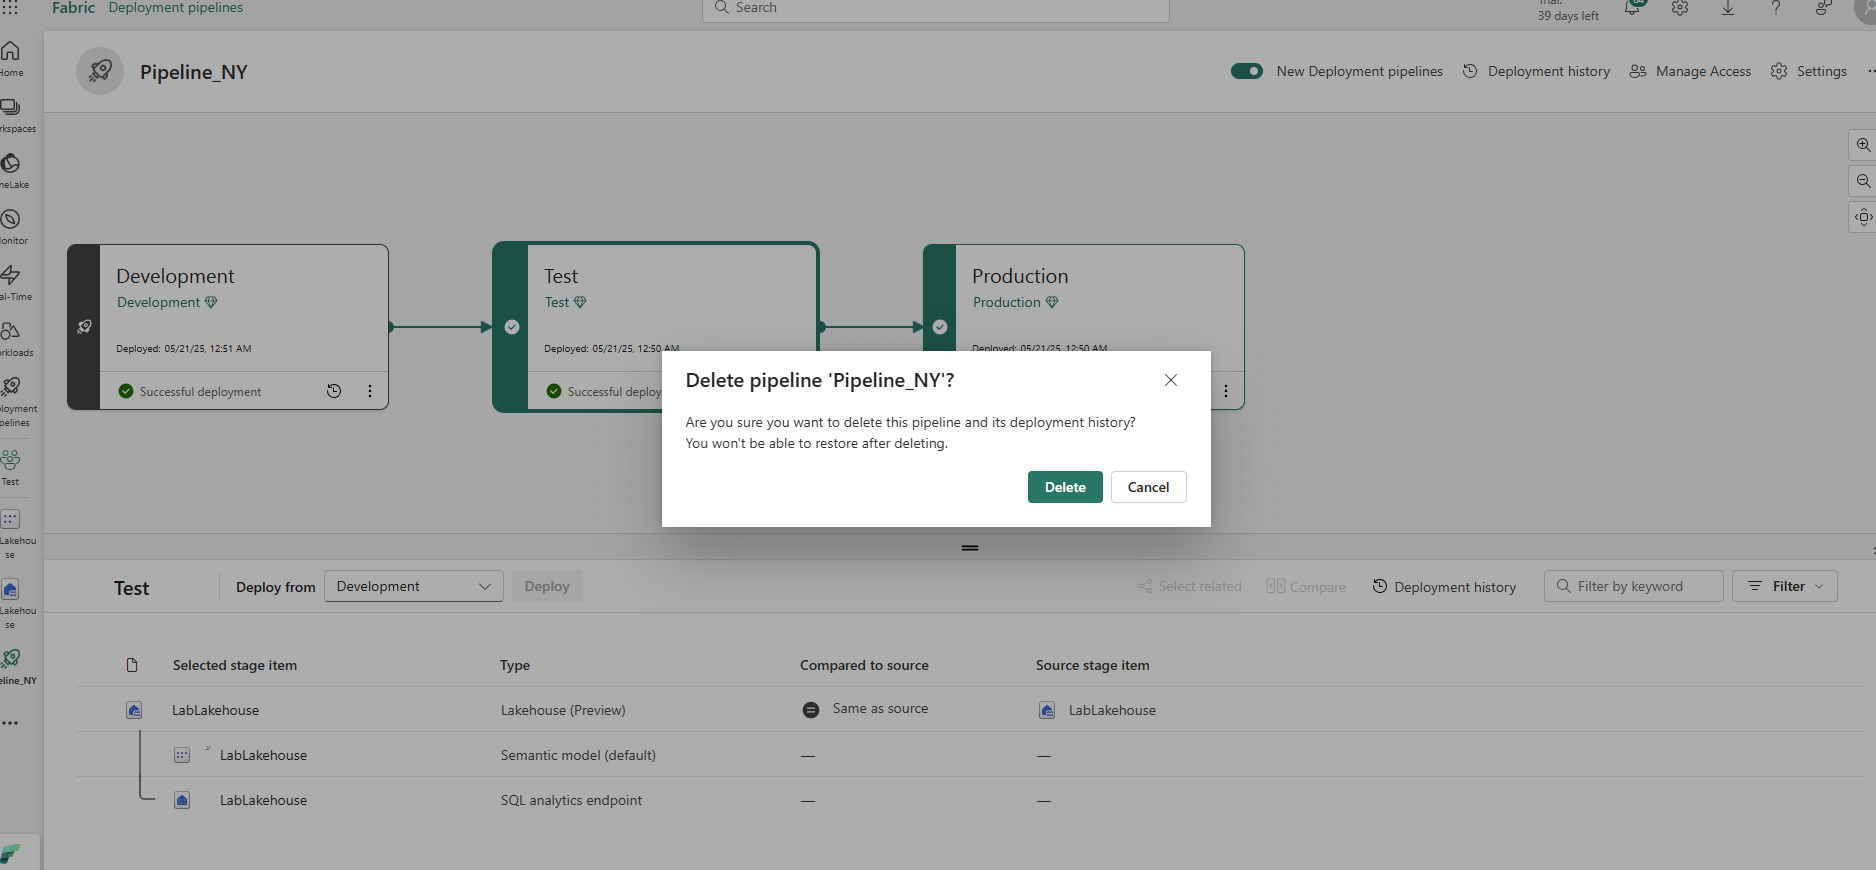 Fabric Deployment pipelines
Search
39 days left
Home
Pipeline_NY
New Deployment pipelines
Deployment history
Manage Access
Settings
Development
Development
Deployed: 05/21/25, 12:51 AM
Successful deployment
Test
Test
Deployed: 05/21/25, 12:50 AM
Successful deploy
Production
Production
Deployed: 05/21/25, 12:50 AM
Delete pipeline 'Pipeline_NY'?
Are you sure you want to delete this pipeline and its deployment history?
You won't be able to restore after deleting.
Delete
Cancel
rkspaces
neLake
onitor
al-Time
rkloads
loyment
pelines
Test
Lakehou
se
Lakehou
se
eline_NY
Test
Deploy from
Development
Deploy
Select related
Compare
Deployment history
Filter by keyword
Filter
Selected stage item Type Compared to source Source stage item
LabLakehouse Lakehouse (Preview) Same as source LabLakehouse
LabLakehouse Semantic model (default) — —
LabLakehouse SQL analytics endpoint — —